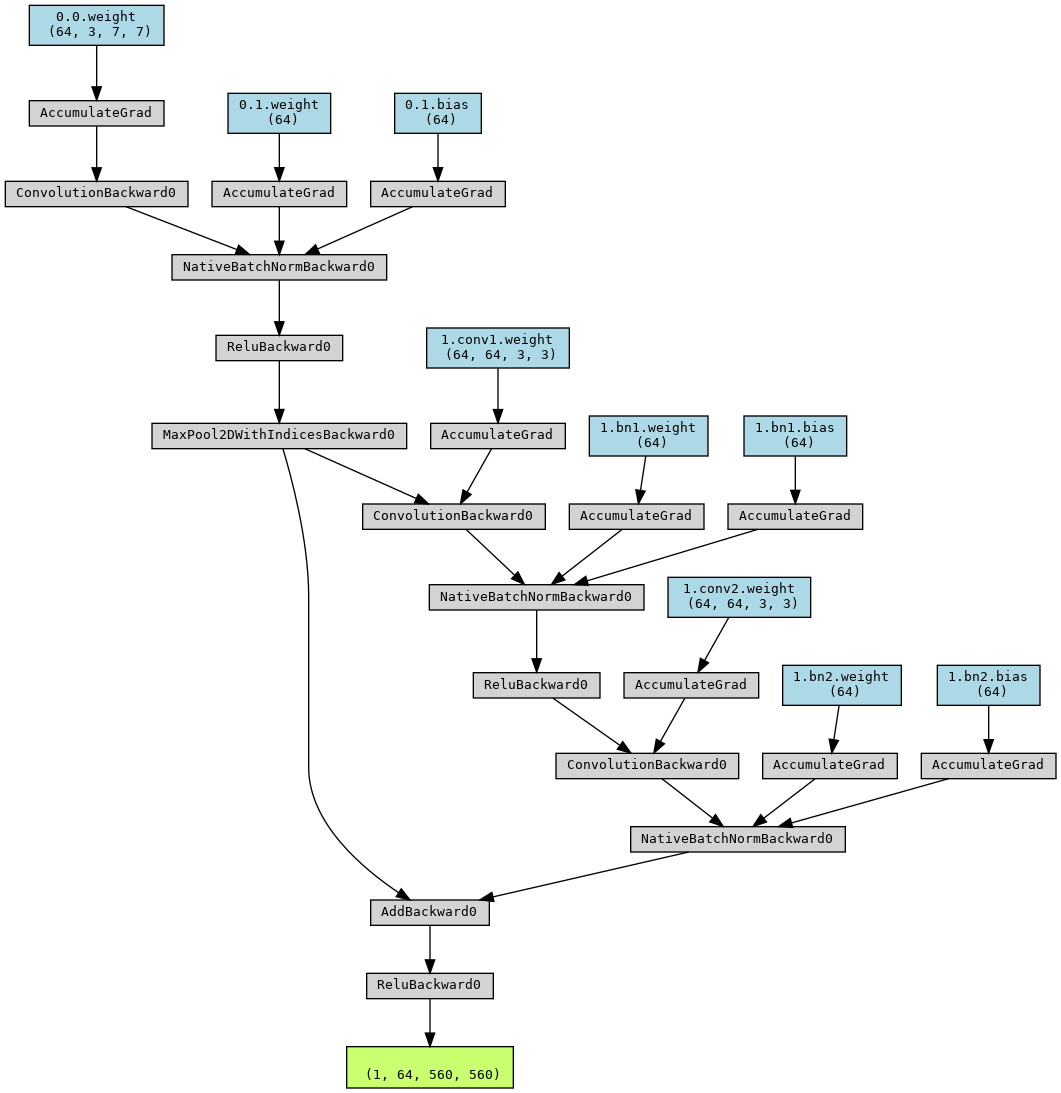 0.0.weight
(64, 3, 7, 7)
AccumulateGrad
0.1.weight
(64)
0.1.bias
(64)
ConvolutionBackward0
AccumulateGrad
AccumulateGrad
NativeBatchNormBackward0
ReluBackward0
1.conv1.weight
(64, 64, 3, 3)
MaxPool2DWithIndicesBackward0
AccumulateGrad
1.bn1.weight
(64)
1.bn1.bias
(64)
ConvolutionBackward0
AccumulateGrad
AccumulateGrad
NativeBatchNormBackward0
1.conv2.weight
(64, 64, 3, 3)
ReluBackward0
AccumulateGrad
1.bn2.weight
(64)
1.bn2.bias
(64)
ConvolutionBackward0
AccumulateGrad
AccumulateGrad
NativeBatchNormBackward0
AddBackward0
ReluBackward0
(1, 64, 560, 560)